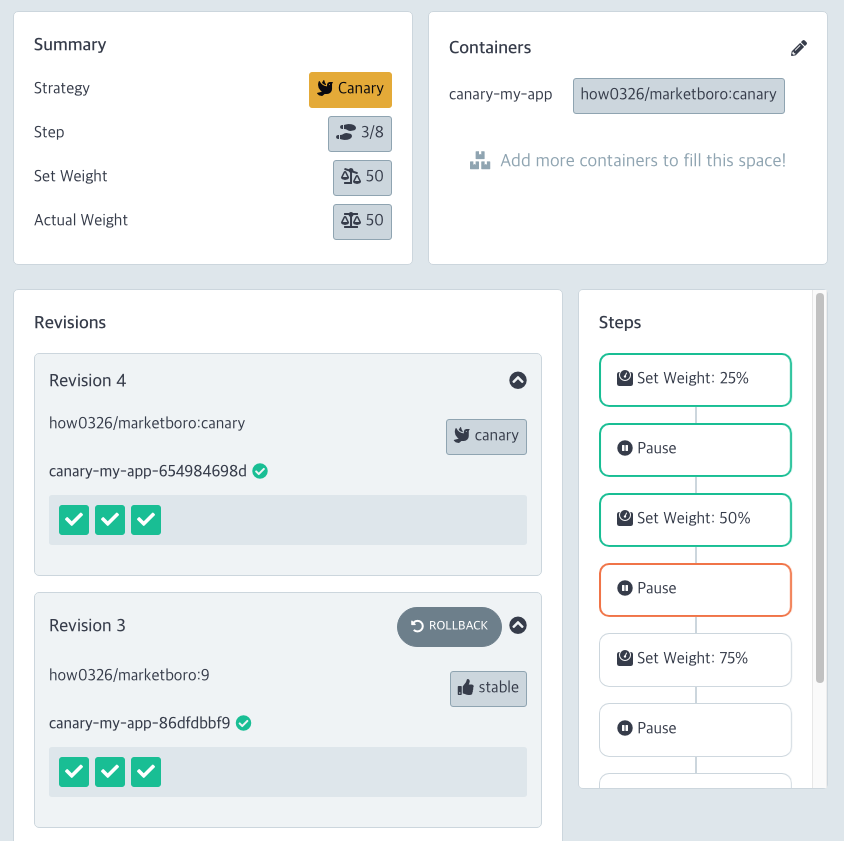 Summary
Strategy
Canary
Step
3/8
Set Weight
50
Actual Weight
50
Containers
canary-my-app
how0326/marketboro:canary
Add more containers to fill this space!
Revisions
Revision 4
how0326/marketboro:canary
canary
canary-my-app-654984698d
Revision 3
ROLLBACK
how0326/marketboro:9
stable
canary-my-app-86dfdbbf9
Steps
Set Weight: 25%
Pause
Set Weight: 50%
Pause
Set Weight: 75%
Pause